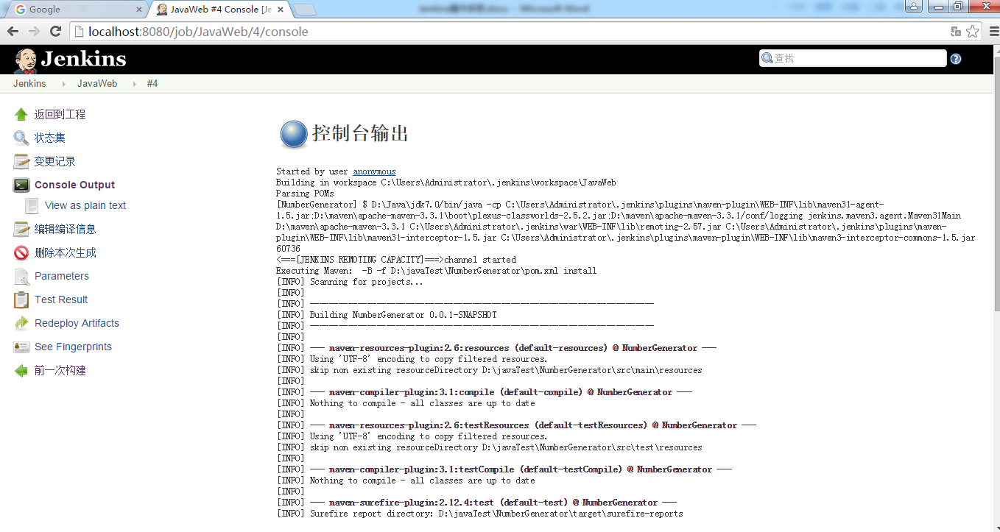 Google
JavaWeb #4 Console [Je
localhost:8080/job/JavaWeb/4/console
Jenkins
查找
Jenkins
JavaWeb
#4
返回到工程
状态集
变更记录
Console Output
View as plain text
编辑编译信息
删除本次生成
Parameters
Test Result
Redeploy Artifacts
See Fingerprints
前一次构建
控制台输出
Started by user anonymous
Building in workspace C:\Users\Administrator\.jenkins\workspace\JavaWeb
Parsing POMs
[NumberGenerator] $ D:\Java\jdk7.0/bin/java -cp C:\Users\Administrator\.jenkins\plugins\maven-plugin\WEB-INF\lib\maven31-agent-
1.5.jar;D:\maven\apache-maven-3.3.1\boot\plexus-classworlds-2.5.2.jar;D:\maven\apache-maven-3.3.1/conf/logging jenkins.maven3.agent.Maven31Main
D:\maven\apache-maven-3.3.1 C:\Users\Administrator\.jenkins\war\WEB-INF\lib\remoting-2.57.jar C:\Users\Administrator\.jenkins\plugins\maven-
plugin\WEB-INF\lib\maven31-interceptor-1.5.jar C:\Users\Administrator\.jenkins\plugins\maven-plugin\WEB-INF\lib\maven3-interceptor-commons-1.5.jar
60736
<===[JENKINS REMOTING CAPACITY]===>channel started
Executing Maven:  -B -f D:\javaTest\NumberGenerator\pom.xml install
[INFO] Scanning for projects...
[INFO]
[INFO] ------------------------------------------------------------------------
[INFO] Building NumberGenerator 0.0.1-SNAPSHOT
[INFO] ------------------------------------------------------------------------
[INFO]
[INFO] --- maven-resources-plugin:2.6:resources (default-resources) @ NumberGenerator ---
[INFO] Using 'UTF-8' encoding to copy filtered resources.
[INFO] skip non existing resourceDirectory D:\javaTest\NumberGenerator\src\main\resources
[INFO]
[INFO] --- maven-compiler-plugin:3.1:compile (default-compile) @ NumberGenerator ---
[INFO] Nothing to compile - all classes are up to date
[INFO]
[INFO] --- maven-resources-plugin:2.6:testResources (default-testResources) @ NumberGenerator ---
[INFO] Using 'UTF-8' encoding to copy filtered resources.
[INFO] skip non existing resourceDirectory D:\javaTest\NumberGenerator\src\test\resources
[INFO]
[INFO] --- maven-compiler-plugin:3.1:testCompile (default-testCompile) @ NumberGenerator ---
[INFO] Nothing to compile - all classes are up to date
[INFO]
[INFO] --- maven-surefire-plugin:2.12.4:test (default-test) @ NumberGenerator ---
[INFO] Surefire report directory: D:\javaTest\NumberGenerator\target\surefire-reports